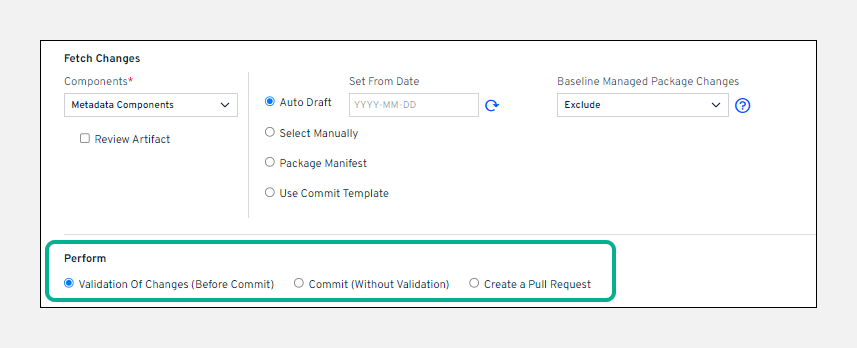 Fetch Changes
Components*
Set From Date
Baseline Managed Package Changes
Metadata Components
Auto Draft
YYYY-MM-DD
Exclude
?
Review Artifact
Select Manually
Package Manifest
Use Commit Template
Perform
Validation Of Changes (Before Commit)
Commit (Without Validation)
Create a Pull Request